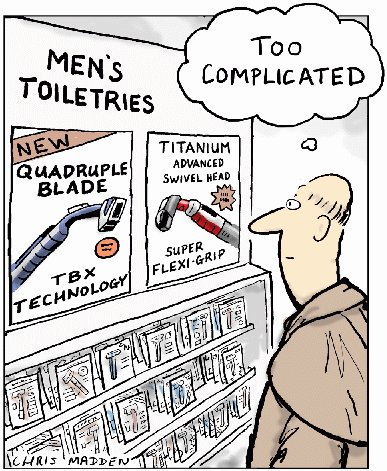 TOO
COMPLICATED
MEN'S
TOILETRIES
NEW
QUADRUPLE
BLADE
TBX
TECHNOLOGY
TITANIUM
ADVANCED
SWIVEL HEAD
SUPER
FLEXI-GRIP
CHRIS MADDEN